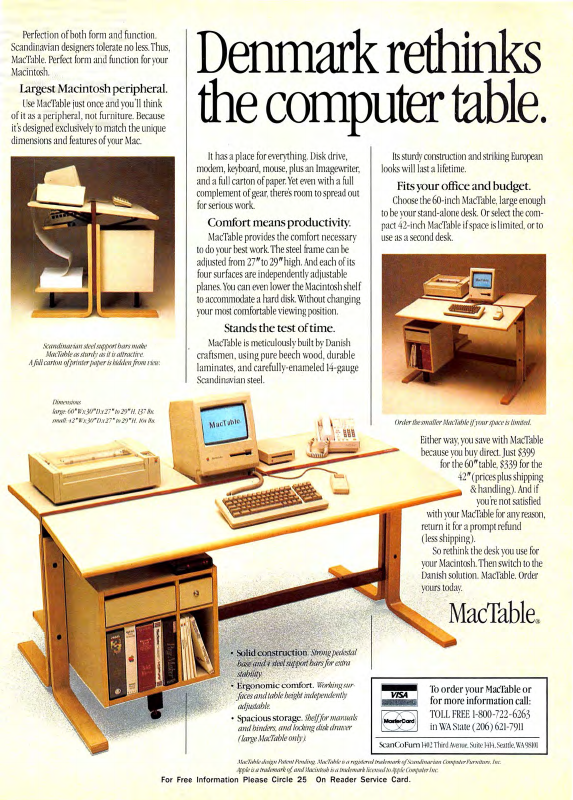 Perfection of both form and function.
Scandinavian designers tolerate no less. Thus,
MacTable. Perfect form and function for your
Macintosh.
Largest Macintosh peripheral.
Use MacTable just once and you'll think
of it as a peripheral, not furniture. Because
it's designed exclusively to match the unique
dimensions and features of your Mac.
Scandinavian steel support bars make
MacTable as sturdy as it is attractive.
A full carton of printer paper is hidden from view.
Denmark rethinks
the computer table.
It has a place for everything. Disk drive,
modem, keyboard, mouse, plus an Imagewriter,
and a full carton of paper. Yet even with a full
complement of gear, there's room to spread out
for serious work.
Comfort means productivity.
MacTable provides the comfort necessary
to do your best work. The steel frame can be
adjusted from 27" to 29" high. And each of its
four surfaces are independently adjustable
planes. You can even lower the Macintosh shelf
to accommodate a hard disk. Without changing
your most comfortable viewing position.
Stands the test of time.
MacTable is meticulously built by Danish
craftsmen, using pure beech wood, durable
laminates, and carefully-enameled 14-gauge
Scandinavian steel.
Its sturdy construction and striking European
looks will last a lifetime.
Fits your office and budget.
Choose the 60-inch MacTable, large enough
to be your stand-alone desk. Or select the com-
pact 42-inch MacTable if space is limited, or to
use as a second desk.
Order the smaller MacTable if your space is limited.
Dimensions
large: 60" W x 30" D x 27" to 29" H. 137 lbs.
small: 42" W x 30" D x 27" to 29" H. 101 lbs.
MacTable
Either way, you save with MacTable
because you buy direct. Just $399
for the 60" table, $339 for the
42" (prices plus shipping
& handling). And if
you're not satisfied
with your MacTable for any reason,
return it for a prompt refund
(less shipping).
So rethink the desk you use for
your Macintosh. Then switch to the
Danish solution. MacTable. Order
yours today.
MacTable®
• Solid construction. Strong pedestal
base and 4 steel support bars for extra
stability.
• Ergonomic comfort. Working sur-
faces and table height independently
adjustable.
• Spacious storage. Shelf for manuals
and binders, and locking disk drawer
(large MacTable only).
VISA
MasterCard
To order your MacTable or
for more information call:
TOLL FREE 1-800-722-6263
in WA State (206) 621-7911
ScanCoFurn 1402 Third Avenue, Suite 1414, Seattle, WA 98101
MacTable design Patent Pending. MacTable is a registered trademark of Scandinavian Computer Furniture, Inc.
Apple is a trademark of, and Macintosh is a trademark licensed to Apple Computer Inc.
For Free Information Please Circle 25 On Reader Service Card.